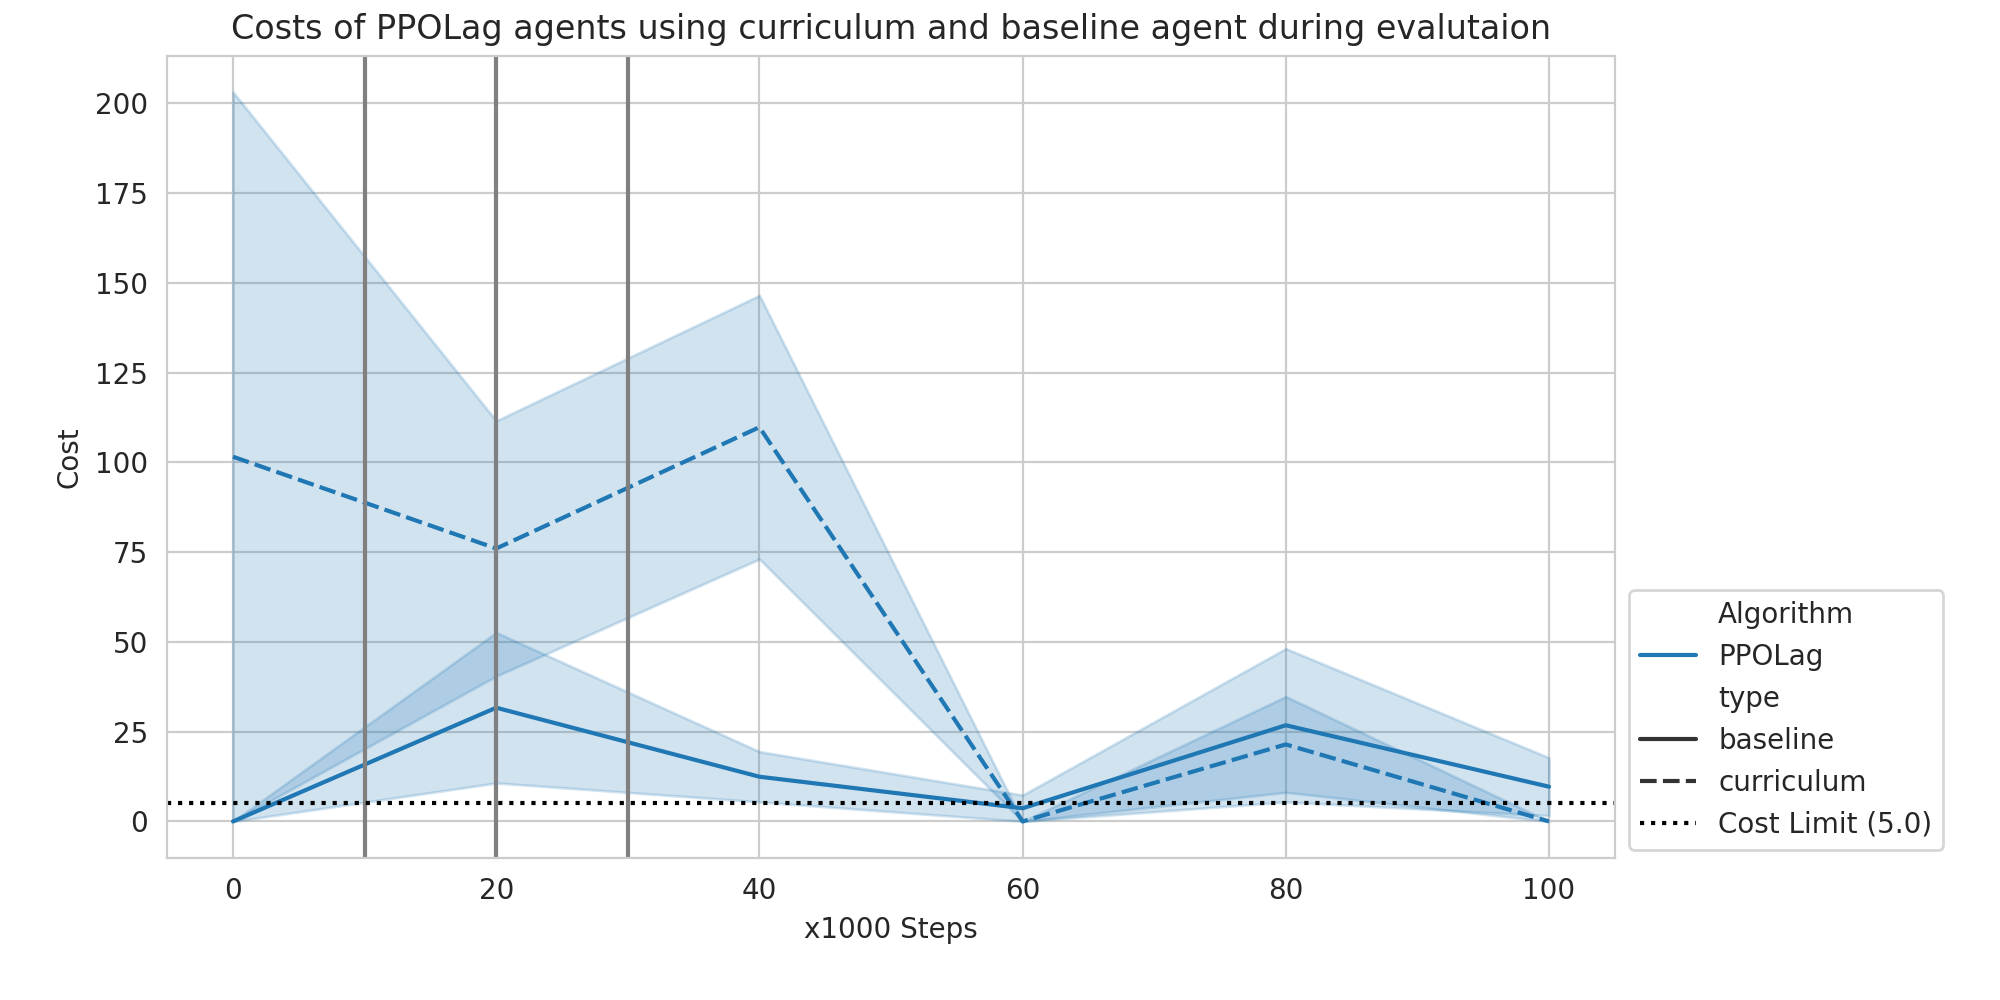 Costs of PPOLag agents using curriculum and baseline agent during evalutaion
200
175
150
125
100
75
50
25
0
Cost
0 20 40 60 80 100
x1000 Steps
Algorithm
PPOLag
type
baseline
curriculum
Cost Limit (5.0)